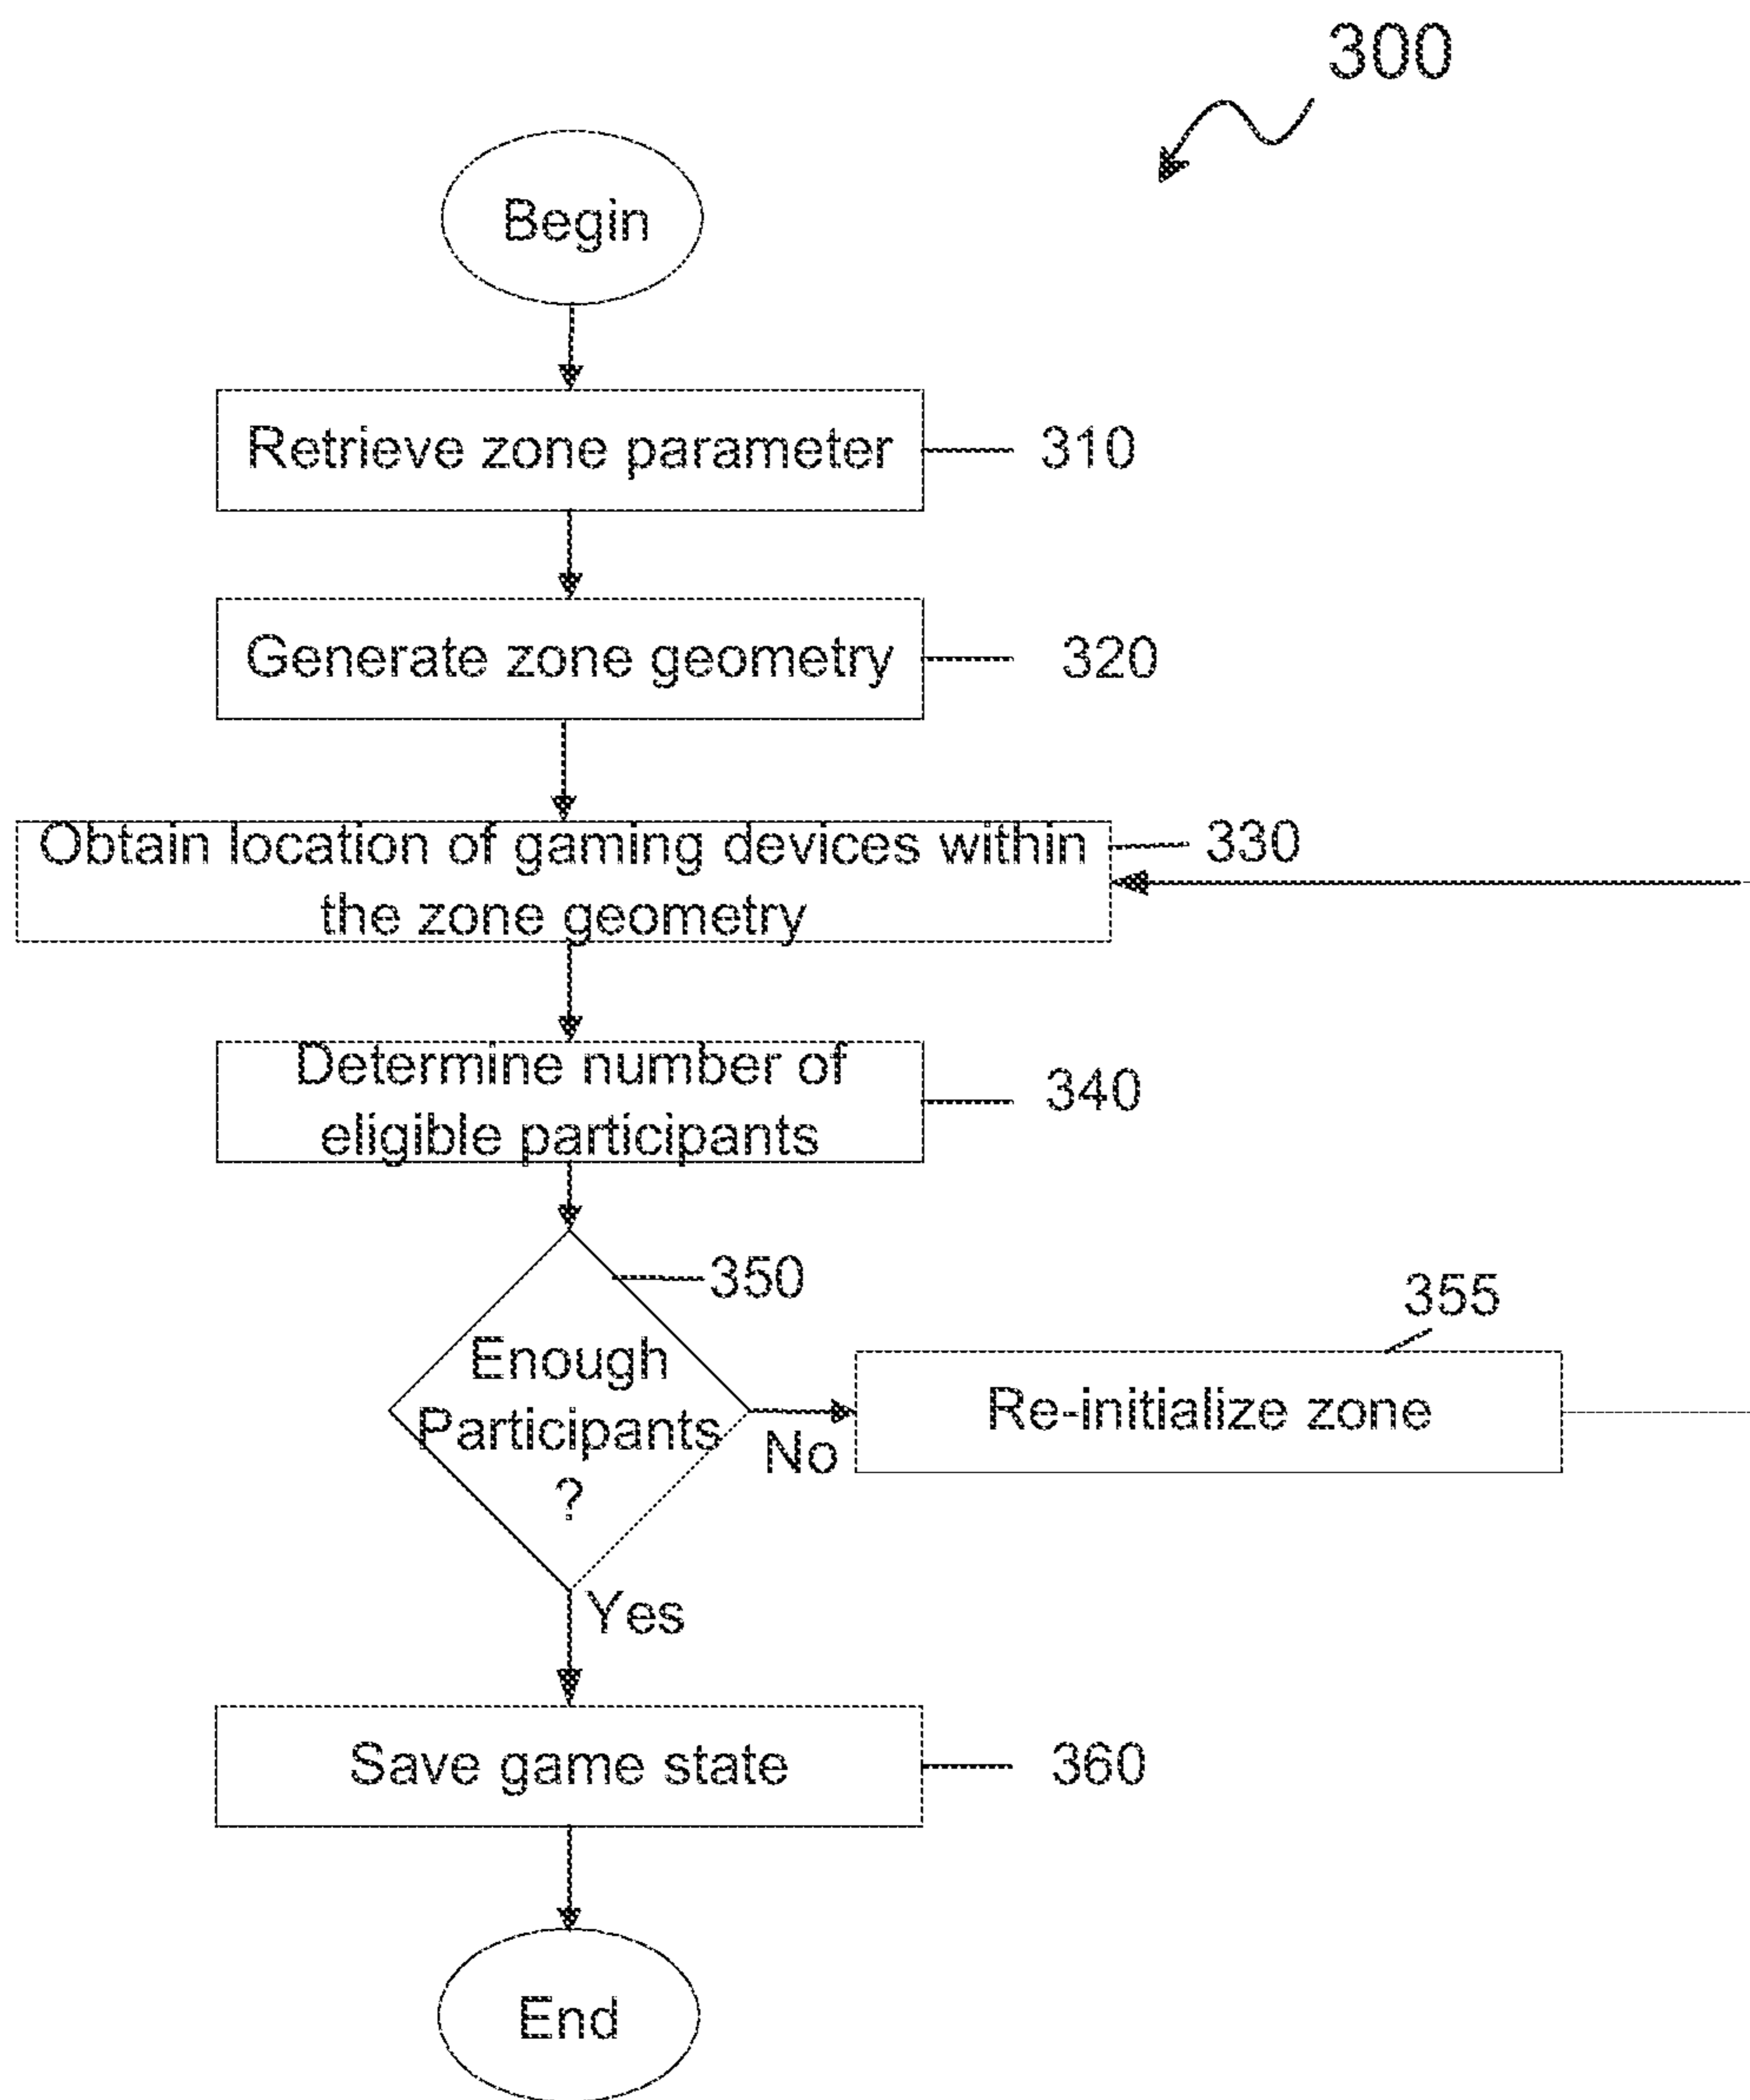 300
Begin
Retrieve zone parameter
310
Generate zone geometry
320
Obtain location of gaming devices within
the zone geometry
330
Determine number of
eligible participants
340
350
Enough
Participants
?
No
355
Re-initialize zone
Yes
Save game state
360
End